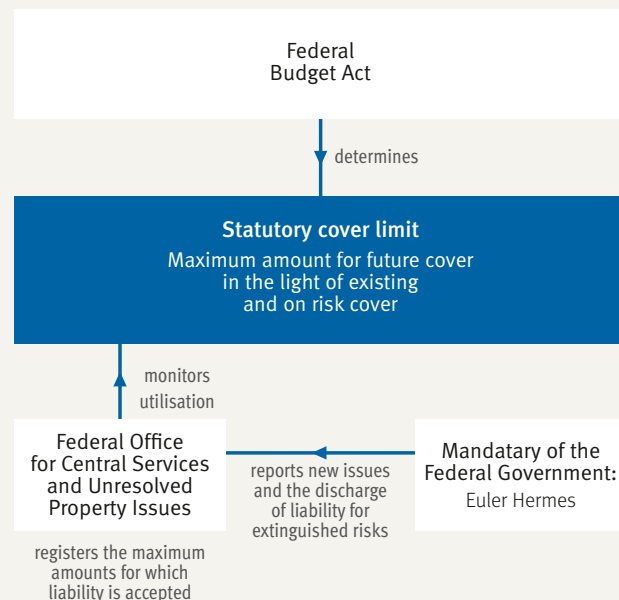 Federal
Budget Act
determines
Statutory cover limit
Maximum amount for future cover
in the light of existing
and on risk cover
monitors
utilisation
Federal Office
for Central Services
and Unresolved
Property Issues
reports new issues
and the discharge
of liability for
extinguished risks
Mandatary of the
Federal Government:
Euler Hermes
registers the maximum
amounts for which
liability is accepted